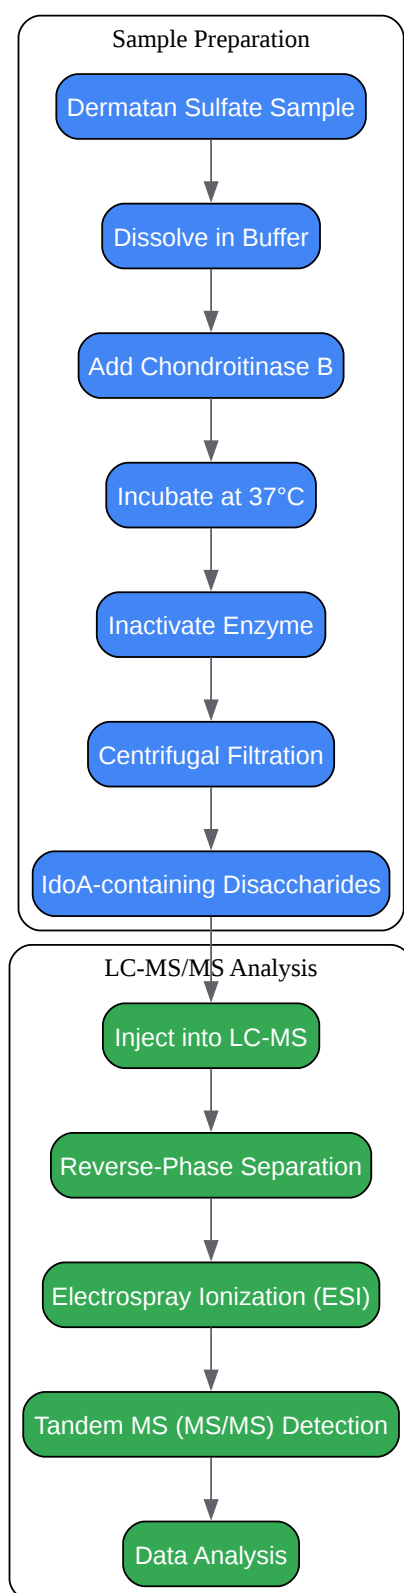 Sample Preparation
Dermatan Sulfate Sample
Dissolve in Buffer
Add Chondroitinase B
Incubate at 37°C
Inactivate Enzyme
Centrifugal Filtration
IdoA-containing Disaccharides
LC-MS/MS Analysis
Inject into LC-MS
Reverse-Phase Separation
Electrospray Ionization (ESI)
Tandem MS (MS/MS) Detection
Data Analysis